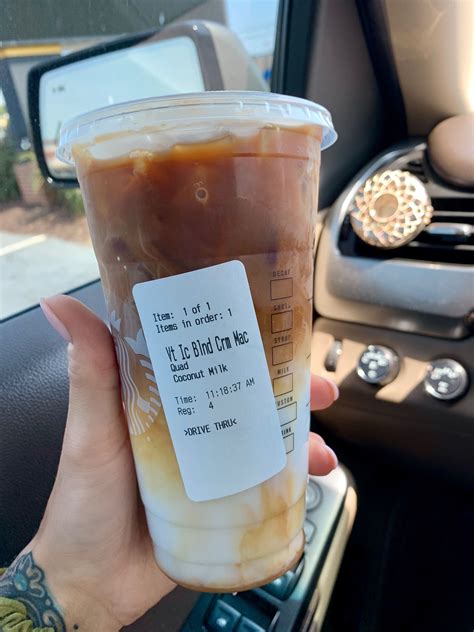 Item: 1 of 1
Items in order: 1
Vt Ic Blnd Crm Mac
Quad
Coconut Milk
Time: 11:18:37 AM
Reg: 4
>DRIVE THRU<
DECAF
SHOTS
SYRUP
MILK
CUSTOM
DRINK